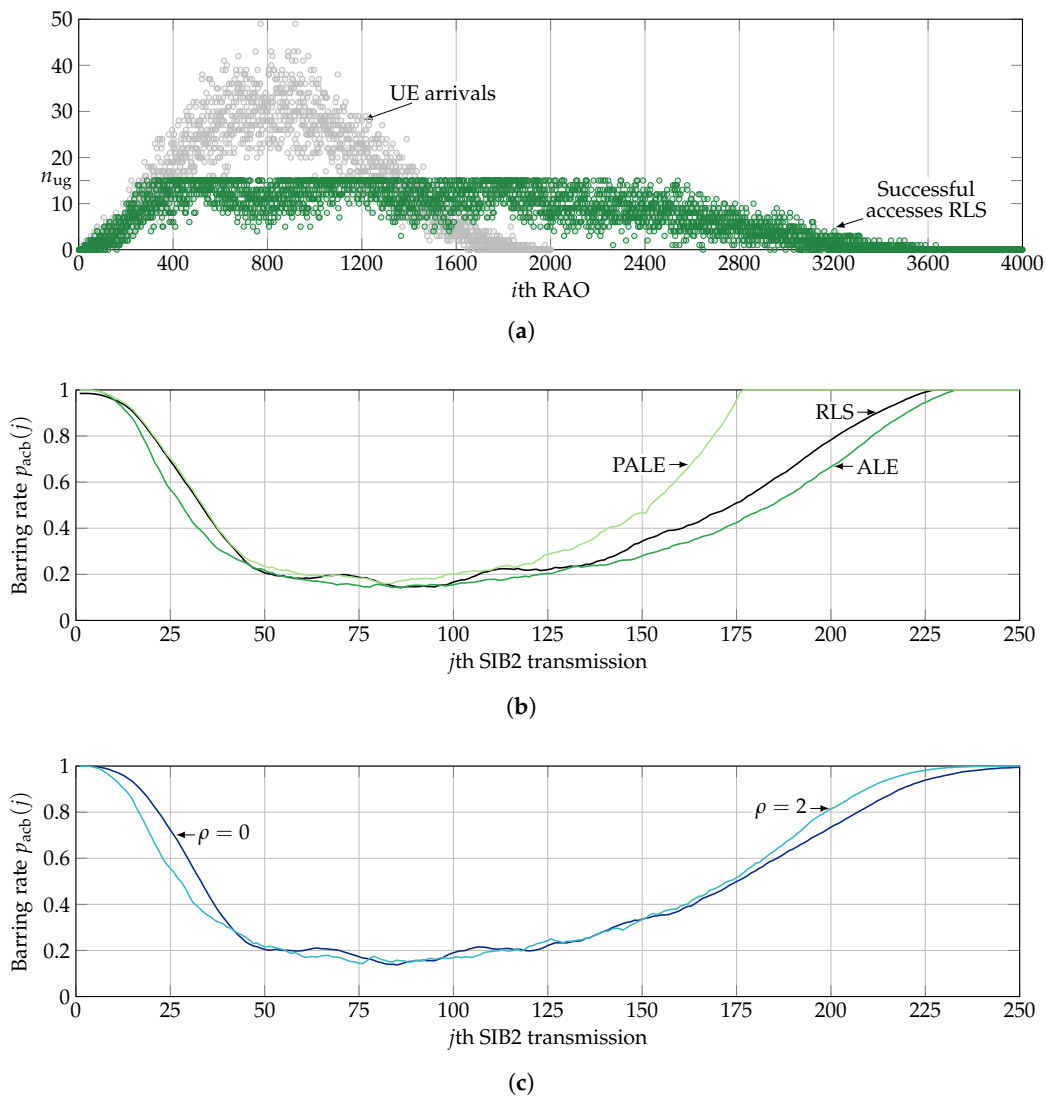 50
40
30
20
n_ug
10
0
UE arrivals
Successful
accesses RLS
0 400 800 1200 1600 2000 2400 2800 3200 3600 4000
ith RAO
(a)
Barring rate p_acb(j)
1
0.8
0.6
0.4
0.2
0
PALE
RLS
ALE
0 25 50 75 100 125 150 175 200 225 250
jth SIB2 transmission
(b)
Barring rate p_acb(j)
1
0.8
0.6
0.4
0.2
0
ρ = 0
ρ = 2
0 25 50 75 100 125 150 175 200 225 250
jth SIB2 transmission
(c)